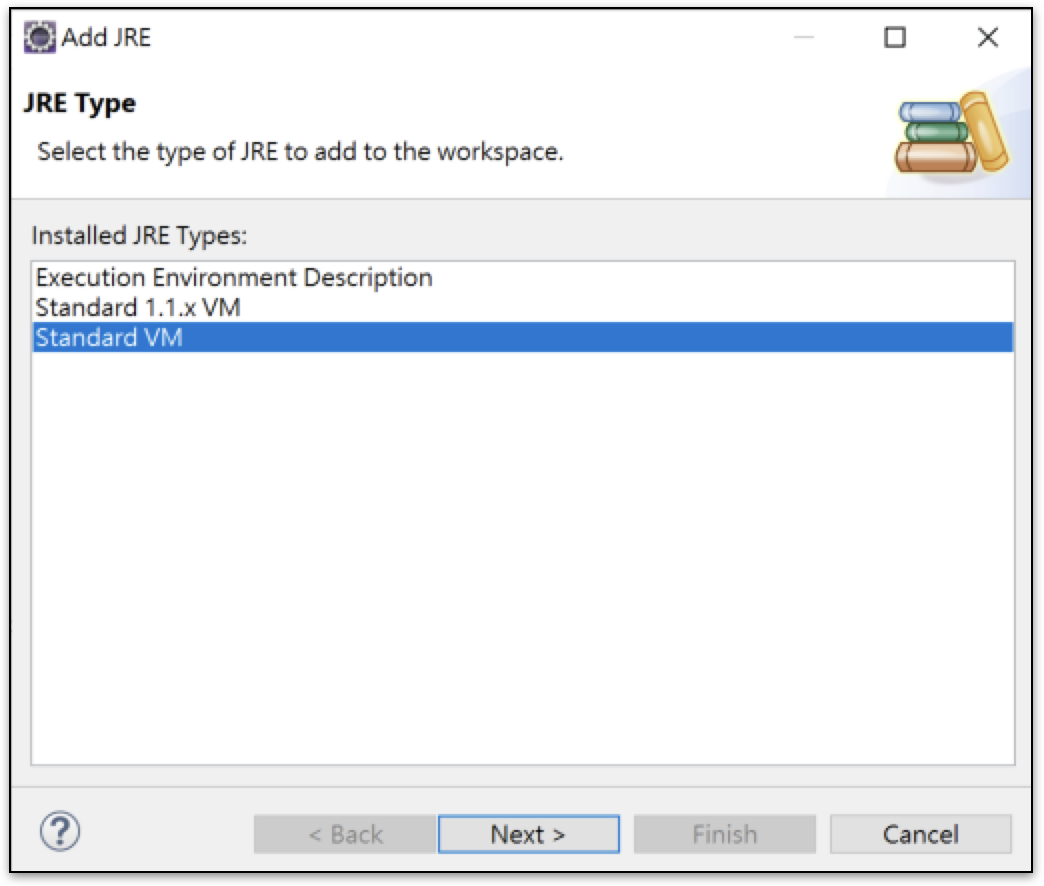 Add JRE
JRE Type
Select the type of JRE to add to the workspace.
Installed JRE Types:
Execution Environment Description
Standard 1.1.x VM
Standard VM
?
< Back
Next >
Finish
Cancel